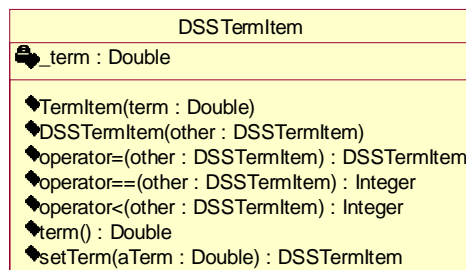 DSSTermItem
_term : Double
TermItem(term : Double)
DSSTermItem(other : DSSTermItem)
operator=(other : DSSTermItem) : DSSTermItem
operator==(other : DSSTermItem) : Integer
operator<(other : DSSTermItem) : Integer
term() : Double
setTerm(aTerm : Double) : DSSTermItem